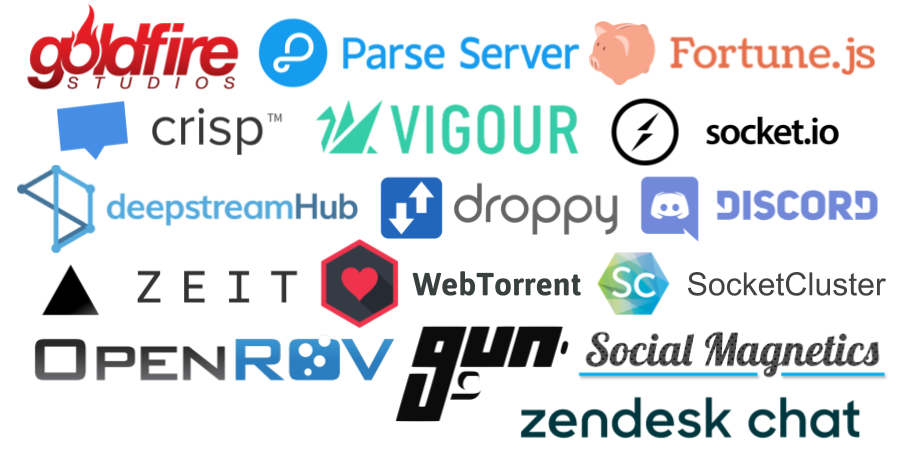 goldfire
STUDIOS
Parse Server
Fortune.js
crisp™
VIGOUR
socket.io
deepstreamHub
droppy
DISCORD
ZEIT
WebTorrent
Sc
SocketCluster
OPENROV
gun
Social Magnetics
zendesk chat